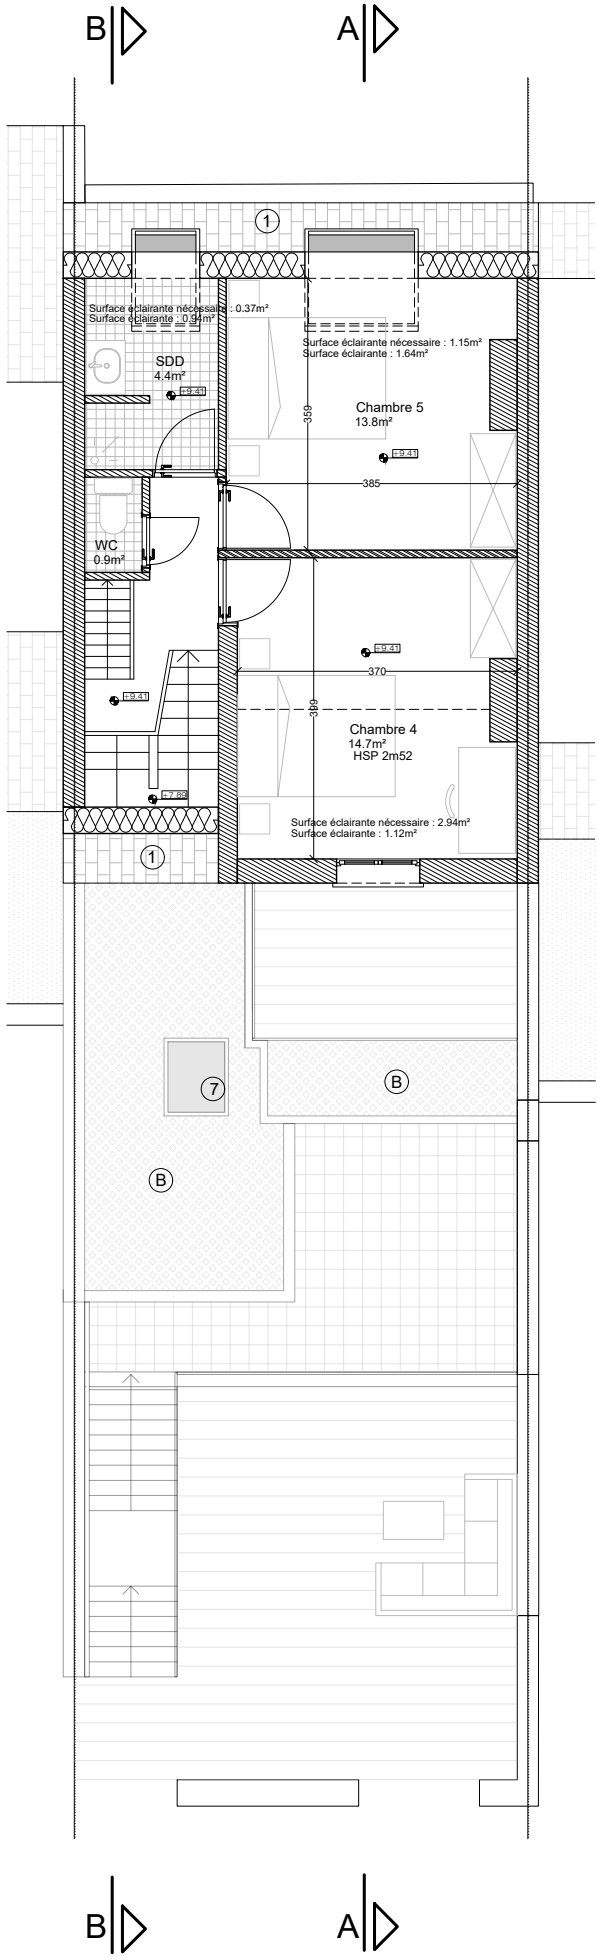 B
A
1
Surface éclairante nécessaire : 0.37m²
Surface éclairante : 0.94m²
Surface éclairante nécessaire : 1.15m²
Surface éclairante : 1.64m²
SDD
4.4m²
+9.41
359
Chambre 5
13.8m²
+9.41
385
WC
0.9m²
+9.41
370
+9.41
399
Chambre 4
14.7m²
HSP 2m52
+7.89
Surface éclairante nécessaire : 2.94m²
Surface éclairante : 1.12m²
1
7
B
B
B
A